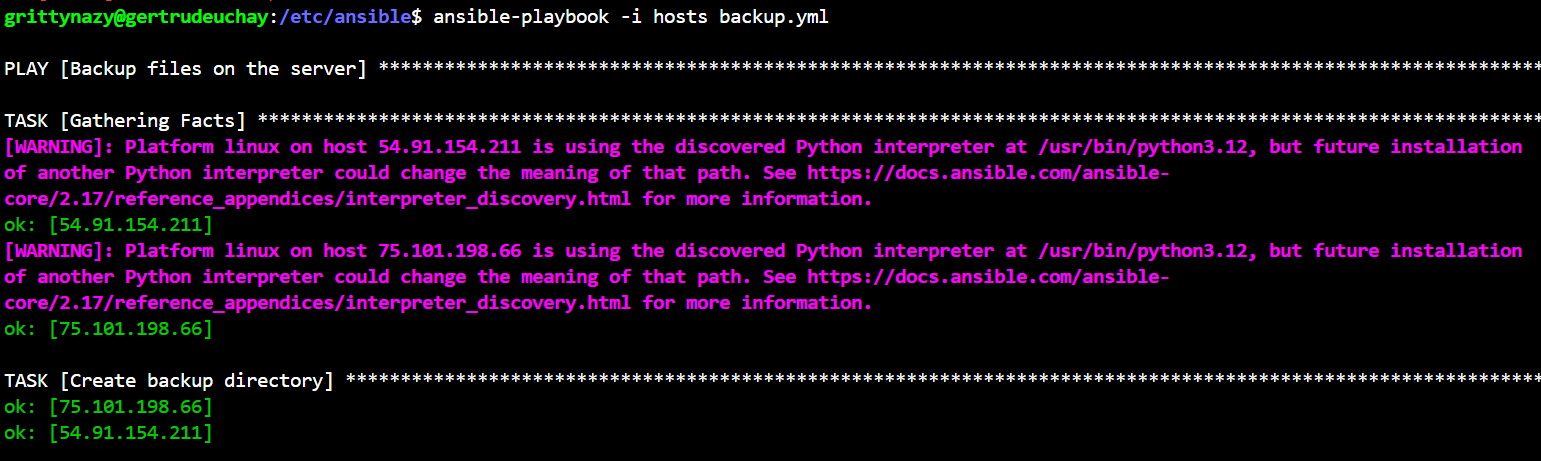 grittynazy@gertrudeuchay:/etc/ansible$ ansible-playbook -i hosts backup.yml
PLAY [Backup files on the server] **********************************************************************************************************
TASK [Gathering Facts] *********************************************************************************************************************
[WARNING]: Platform linux on host 54.91.154.211 is using the discovered Python interpreter at /usr/bin/python3.12, but future installation
of another Python interpreter could change the meaning of that path. See https://docs.ansible.com/ansible-
core/2.17/reference_appendices/interpreter_discovery.html for more information.
ok: [54.91.154.211]
[WARNING]: Platform linux on host 75.101.198.66 is using the discovered Python interpreter at /usr/bin/python3.12, but future installation
of another Python interpreter could change the meaning of that path. See https://docs.ansible.com/ansible-
core/2.17/reference_appendices/interpreter_discovery.html for more information.
ok: [75.101.198.66]
TASK [Create backup directory] *************************************************************************************************************
ok: [75.101.198.66]
ok: [54.91.154.211]